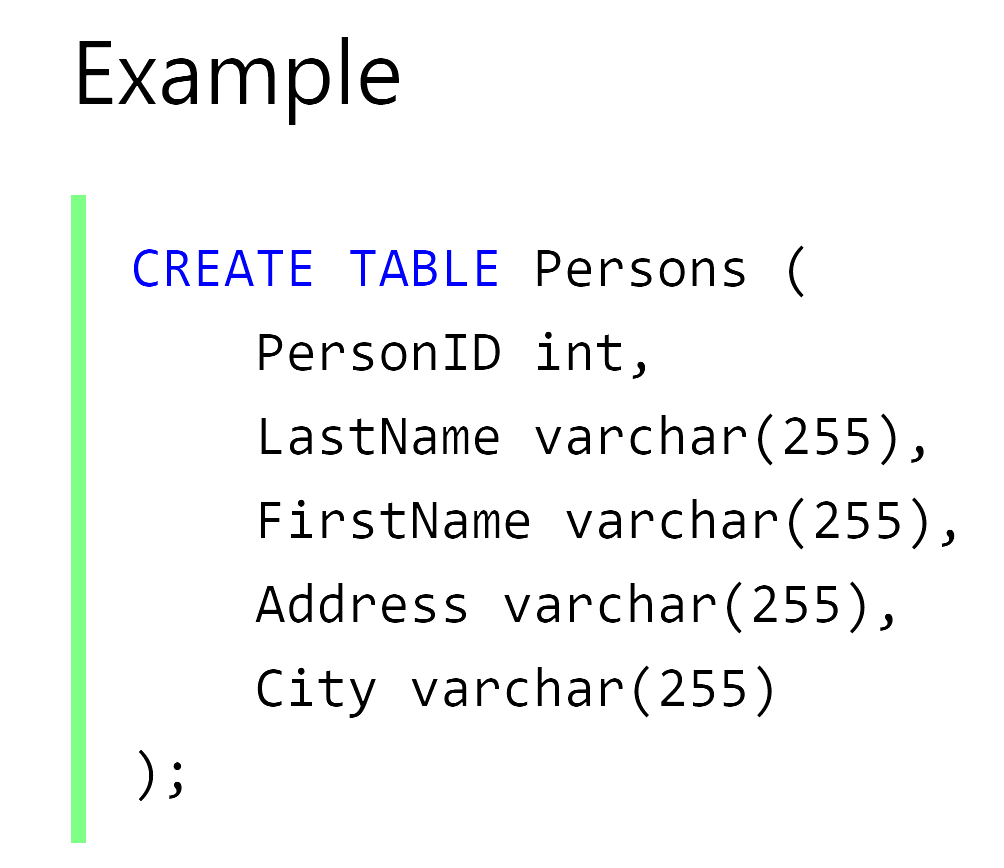 Example
CREATE TABLE Persons (
    PersonID int,
    LastName varchar(255),
    FirstName varchar(255),
    Address varchar(255),
    City varchar(255)
);